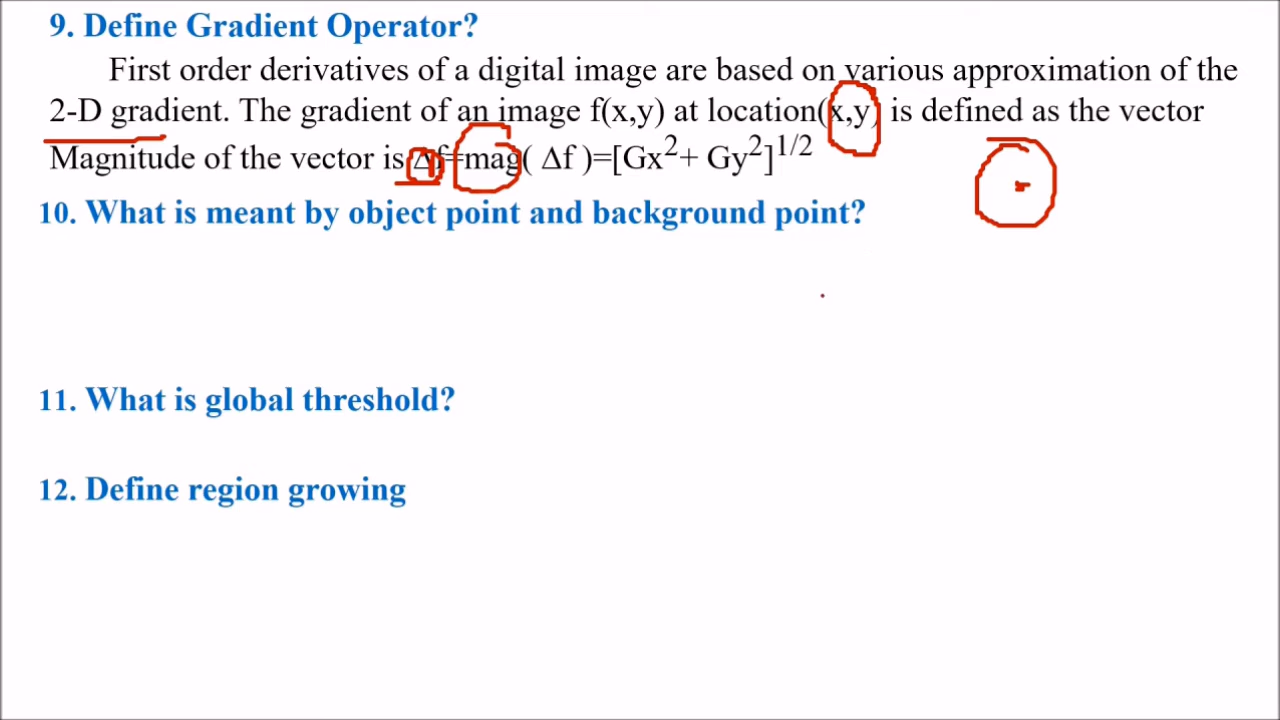 9. Define Gradient Operator?
First order derivatives of a digital image are based on various approximation of the
2-D gradient. The gradient of an image f(x,y) at location(x,y) is defined as the vector
Magnitude of the vector is Δf=mag( Δf )=[Gx²+ Gy²]¹/²
10. What is meant by object point and background point?
11. What is global threshold?
12. Define region growing